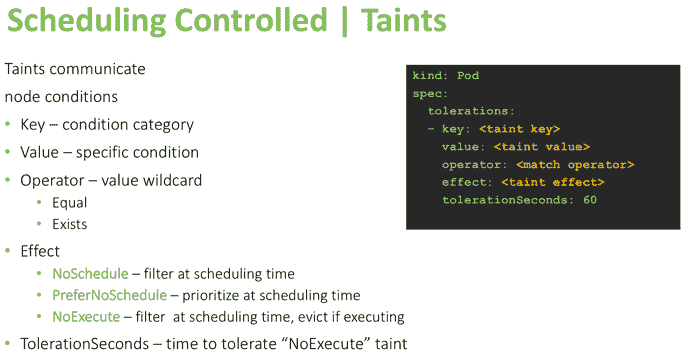 Scheduling Controlled | Taints
Taints communicate
node conditions
• Key – condition category
• Value – specific condition
• Operator – value wildcard
• Equal
• Exists
• Effect
• NoSchedule – filter at scheduling time
• PreferNoSchedule – prioritize at scheduling time
• NoExecute – filter at scheduling time, evict if executing
• TolerationSeconds – time to tolerate “NoExecute” taint
kind: Pod
spec:
tolerations:
- key: <taint key>
value: <taint value>
operator: <match operator>
effect: <taint effect>
tolerationSeconds: 60